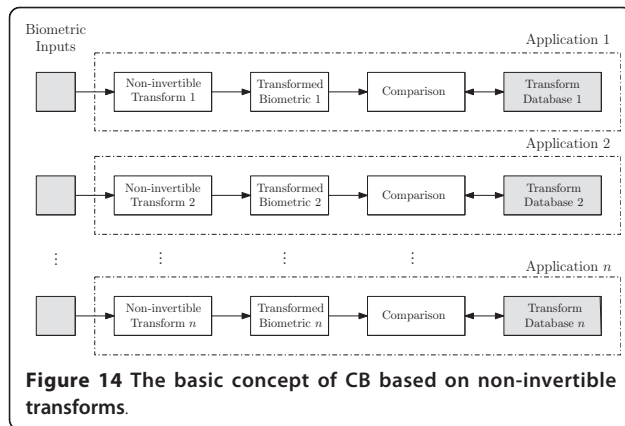 Biometric
Inputs
Application 1
Non-invertible
Transform 1
Transformed
Biometric 1
Comparison
Transform
Database 1
Application 2
Non-invertible
Transform 2
Transformed
Biometric 2
Comparison
Transform
Database 2
⋮ ⋮ ⋮ ⋮
Application n
Non-invertible
Transform n
Transformed
Biometric n
Comparison
Transform
Database n
Figure 14 The basic concept of CB based on non-invertible
transforms.